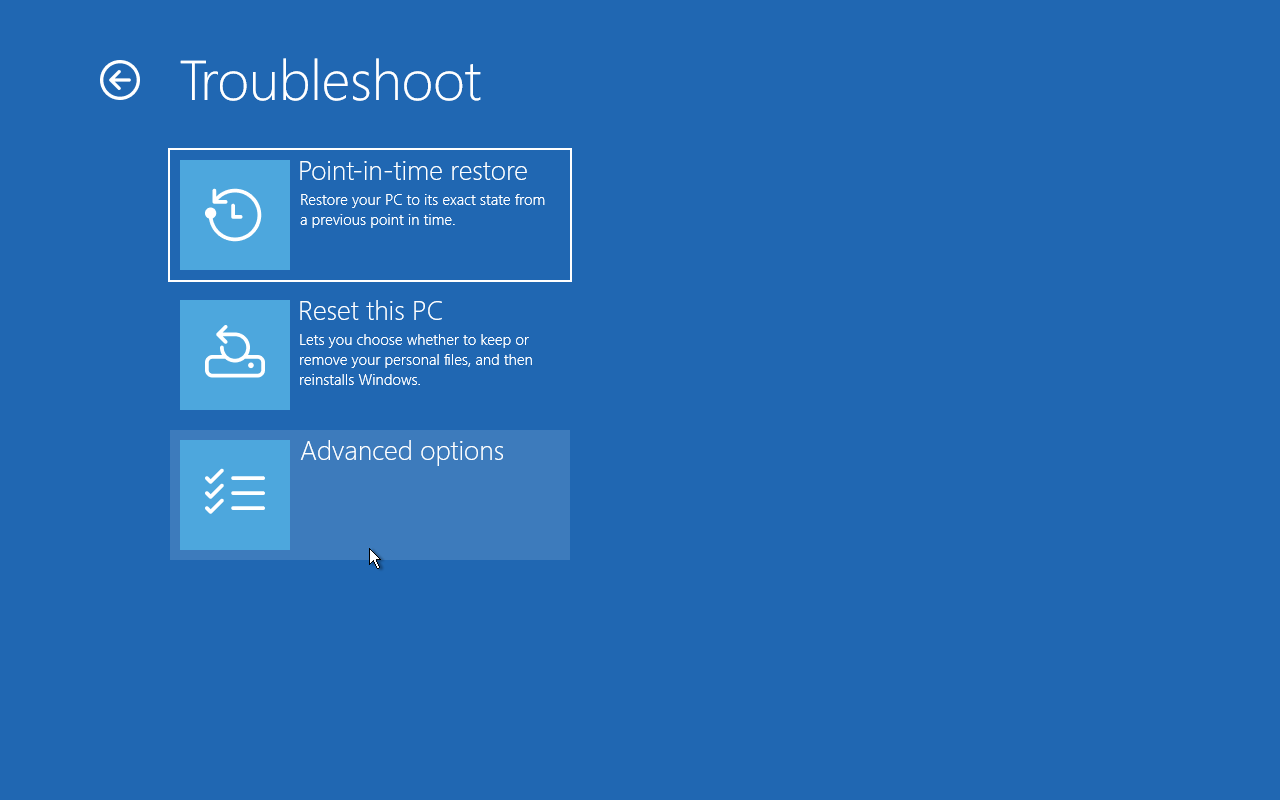 Troubleshoot
Point-in-time restore
Restore your PC to its exact state from
a previous point in time.
Reset this PC
Lets you choose whether to keep or
remove your personal files, and then
reinstalls Windows.
Advanced options